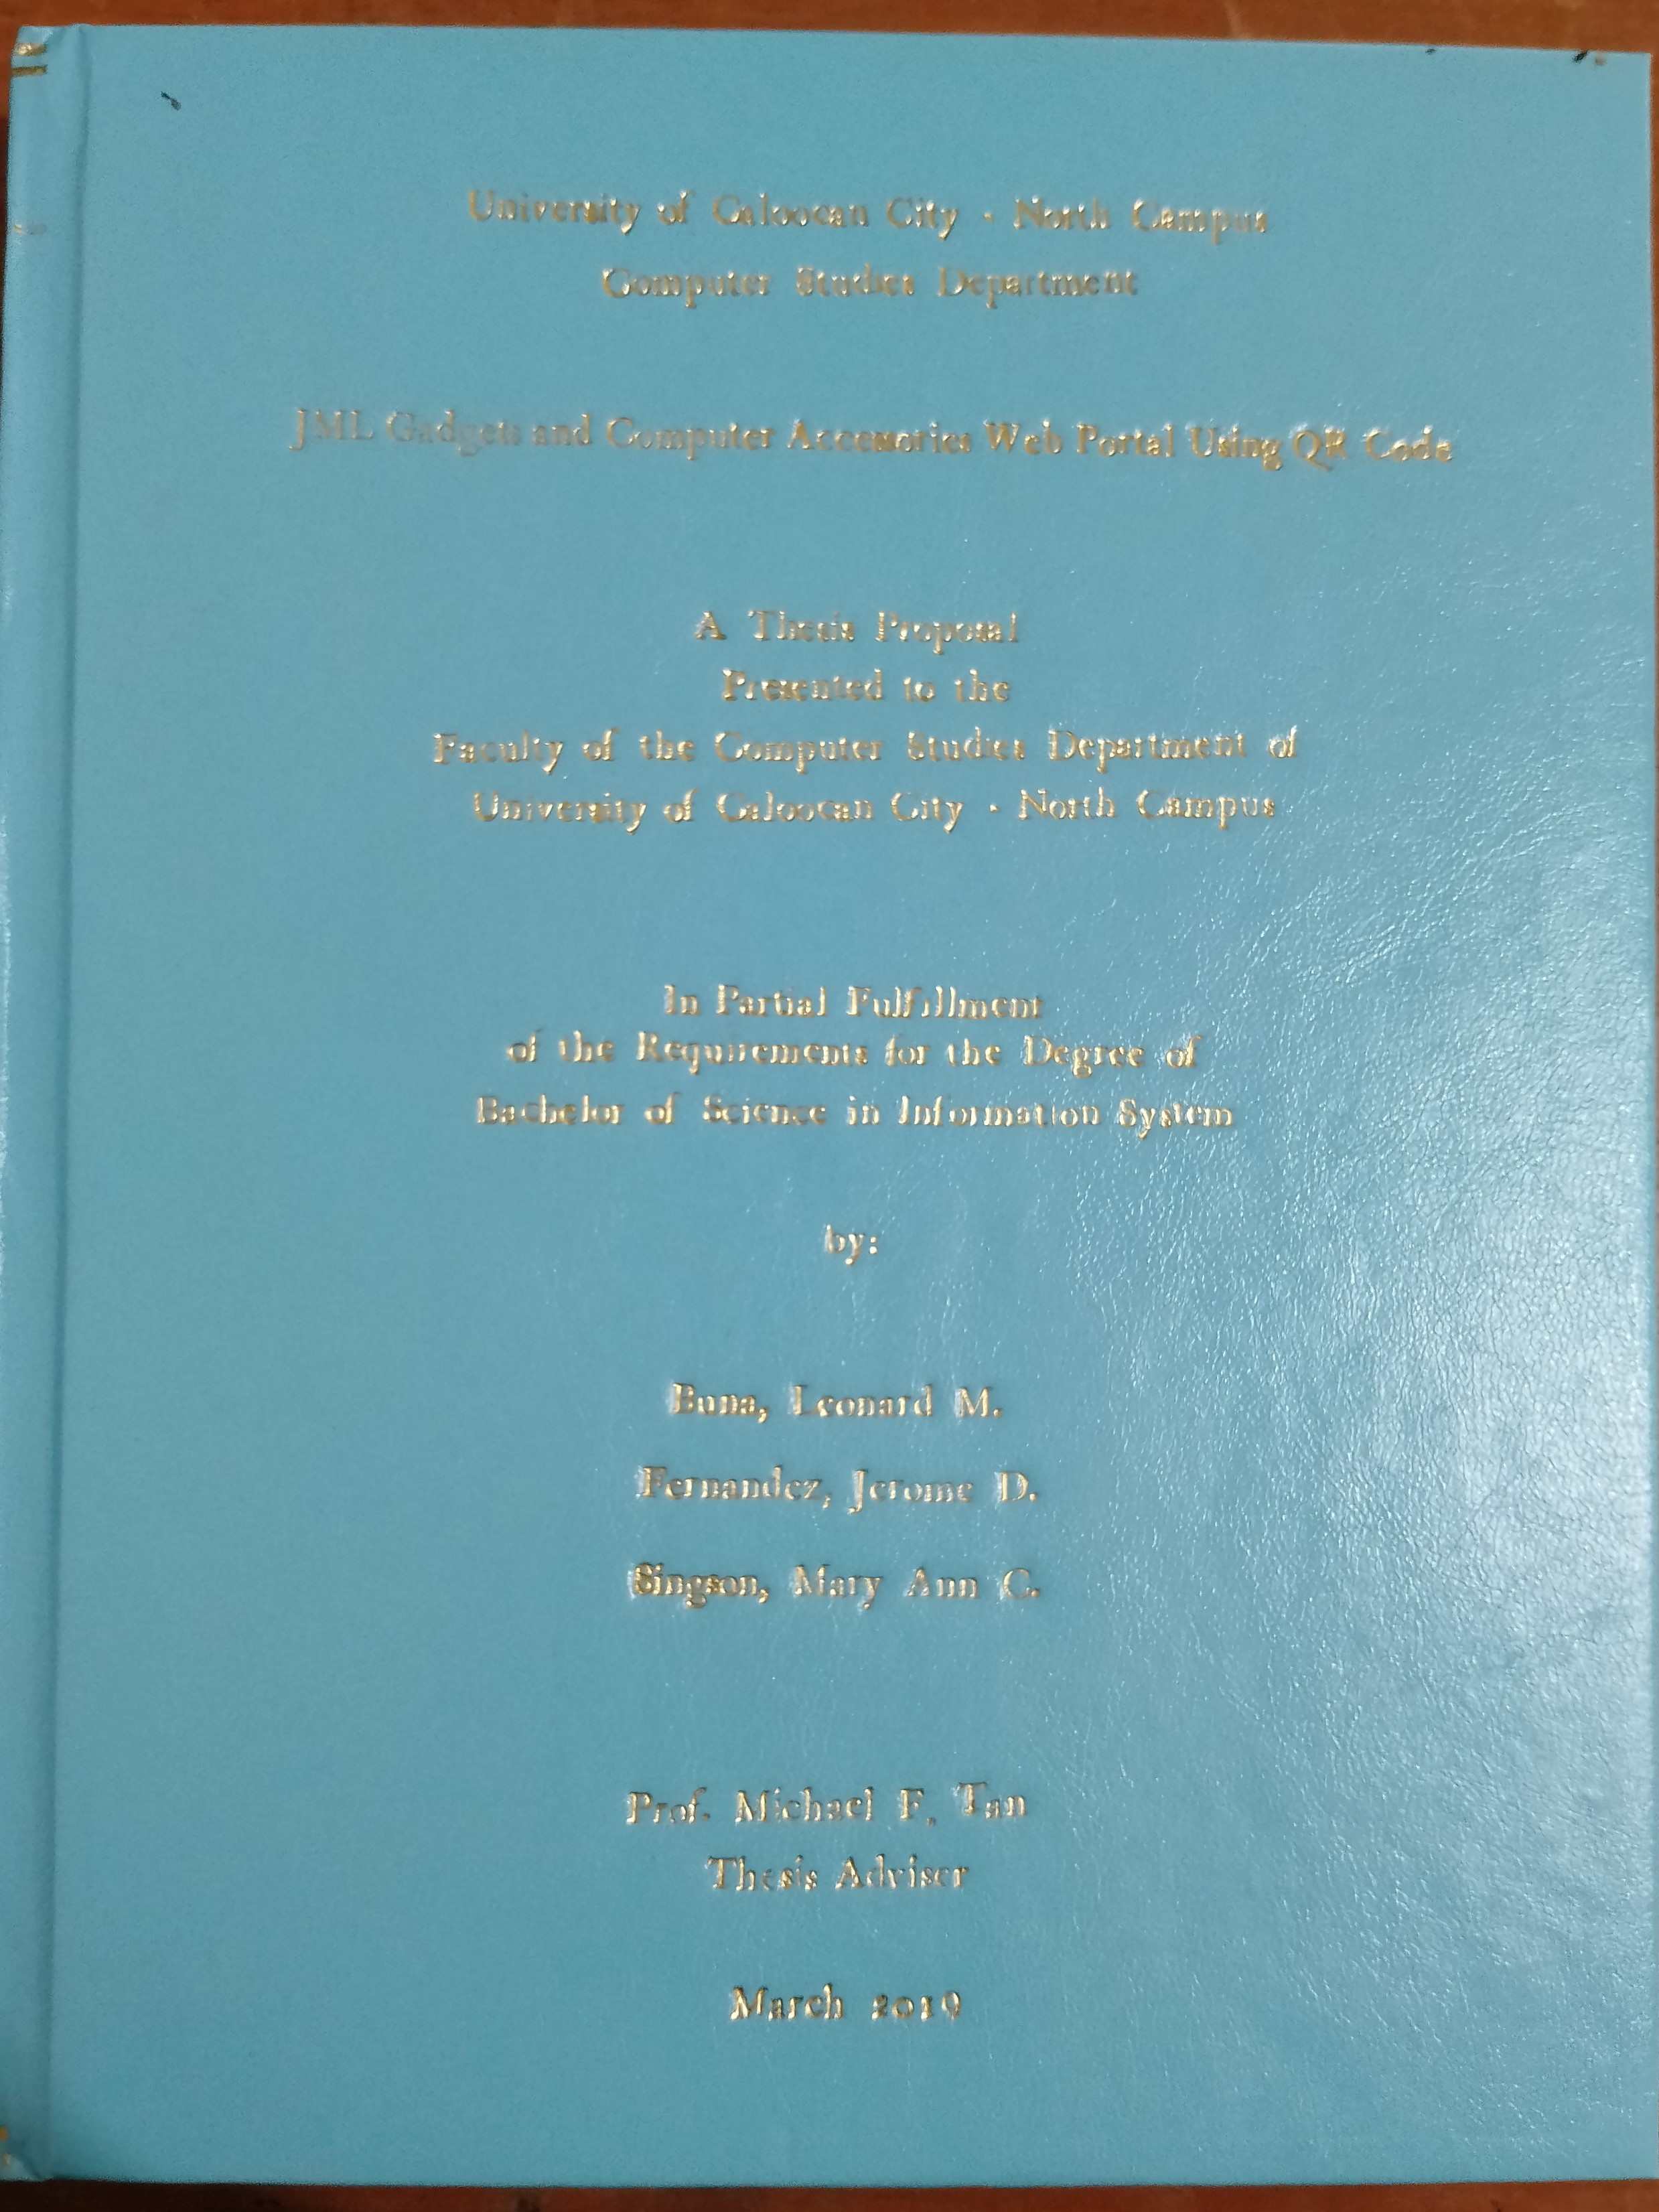 University of Caloocan City - North Campus
Computer Studies Department
JML Gadgets and Computer Accessories Web Portal Using QR Code
A Thesis Proposal
Presented to the
Faculty of the Computer Studies Department of
University of Caloocan City - North Campus
In Partial Fulfillment
of the Requirements for the Degree of
Bachelor of Science in Information System
by:
Buna, Leonard M.
Fernandez, Jerome D.
Singson, Mary Ann C.
Prof. Michael F. Tan
Thesis Adviser
March 2019